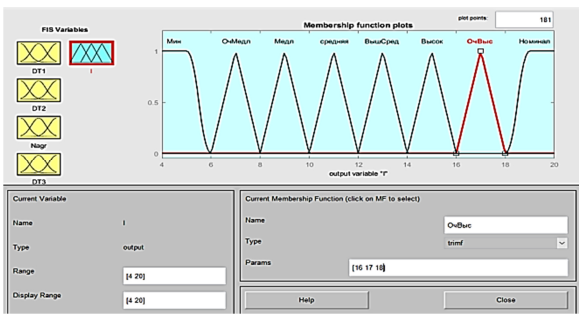 FIS Variables
DT1
I
DT2
Nagr
DT3
Membership function plots
plot points:
181
Мин
ОчМедл
Медл
средняя
ВышСред
Высок
ОчВыс
Номинал
1
0.5
0
4
6
8
10
12
14
16
18
20
output variable "I"
Current Variable
Name
I
Type
output
Range
[4 20]
Display Range
[4 20]
Current Membership Function (click on MF to select)
Name
ОчВыс
Type
trimf
Params
[16 17 18]
Help
Close